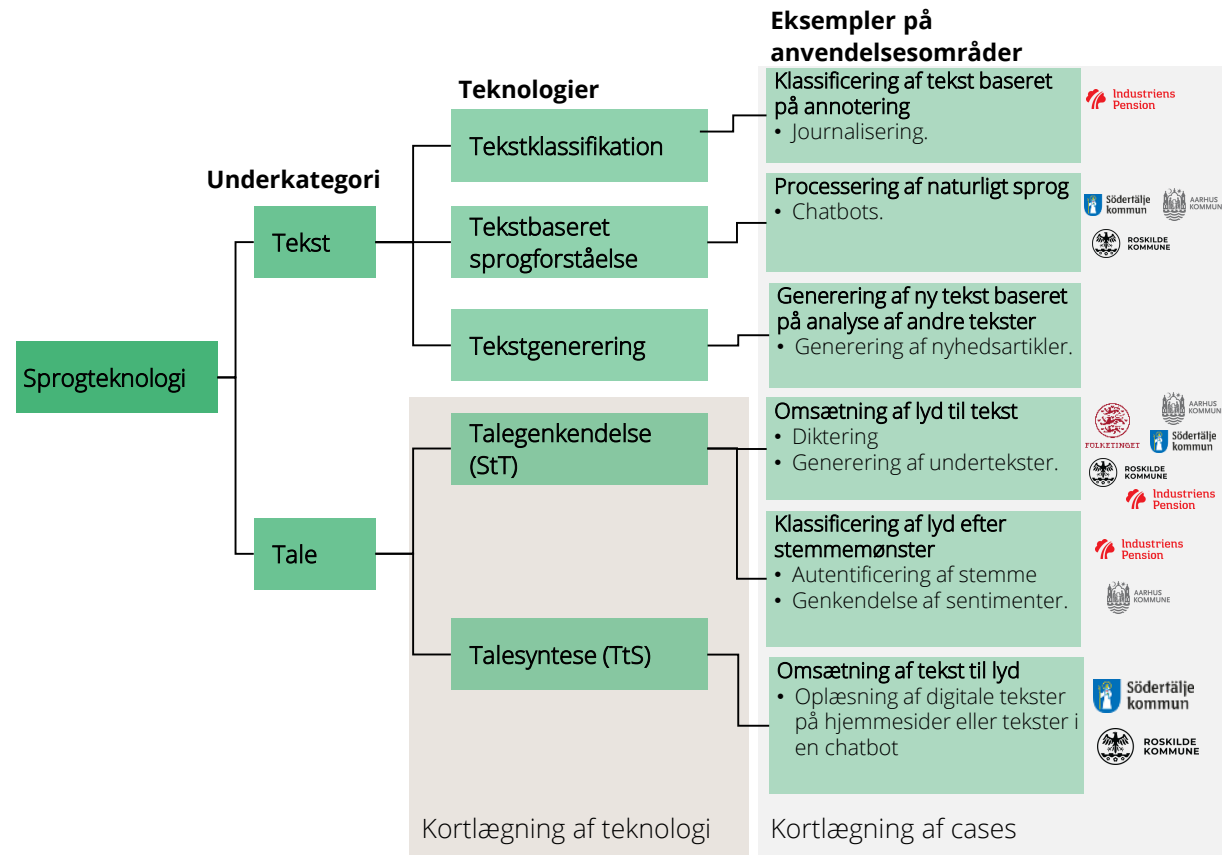 Eksempler på
anvendelsesområder
Teknologier
Underkategori
Sprogteknologi
Tekst
Tale
Tekstklassifikation
Tekstbaseret
sprogforståelse
Tekstgenerering
Talegenkendelse
(StT)
Talesyntese (TtS)
Kortlægning af teknologi
Klassificering af tekst baseret
på annotering
• Journalisering.
Industriens
Pension
Processering af naturligt sprog
• Chatbots.
Södertälje
kommun
AARHUS
KOMMUNE
ROSKILDE
KOMMUNE
Generering af ny tekst baseret
på analyse af andre tekster
• Generering af nyhedsartikler.
Omsætning af lyd til tekst
• Diktering
• Generering af undertekster.
AARHUS
KOMMUNE
FOLKETINGET
Södertälje
kommun
ROSKILDE
KOMMUNE
Industriens
Pension
Klassificering af lyd efter
stemmemønster
• Autentificering af stemme
• Genkendelse af sentimenter.
Industriens
Pension
AARHUS
KOMMUNE
Omsætning af tekst til lyd
• Oplæsning af digitale tekster
på hjemmesider eller tekster i
en chatbot
Södertälje
kommun
ROSKILDE
KOMMUNE
Kortlægning af cases